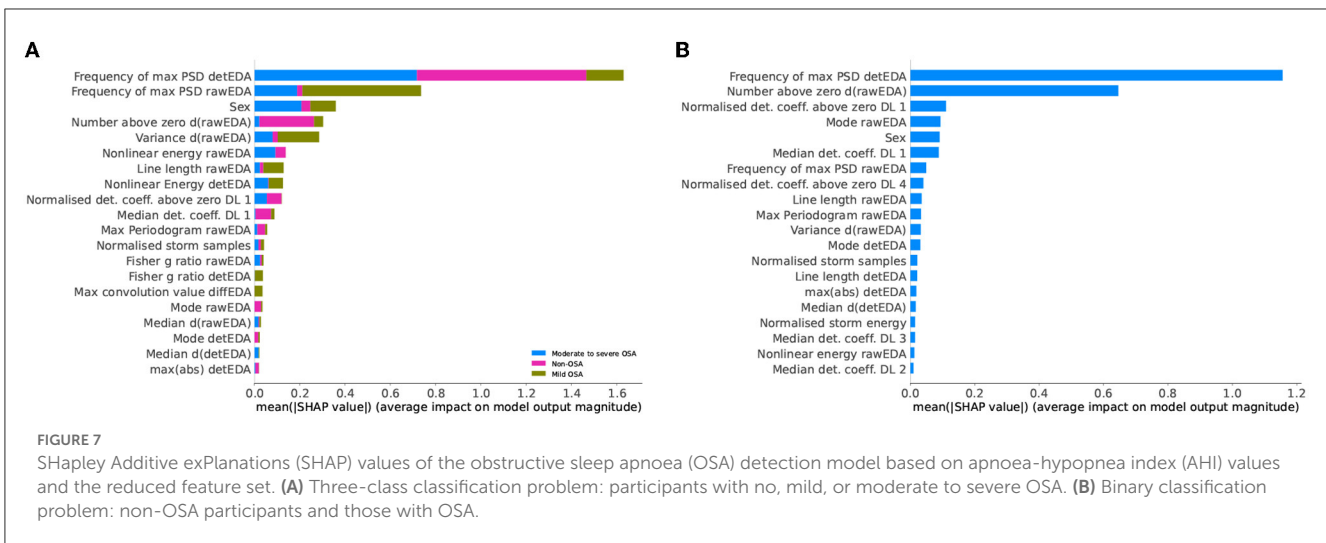 A
Frequency of max PSD detEDA
Frequency of max PSD rawEDA
Sex
Number above zero d(rawEDA)
Variance d(rawEDA)
Nonlinear energy rawEDA
Line length rawEDA
Nonlinear Energy detEDA
Normalised det. coeff. above zero DL 1
Median det. coeff. DL 1
Max Periodogram rawEDA
Normalised storm samples
Fisher g ratio rawEDA
Fisher g ratio detEDA
Max convolution value diffEDA
Mode rawEDA
Median d(rawEDA)
Mode detEDA
Median d(detEDA)
max(abs) detEDA
Moderate to severe OSA
Non-OSA
Mild OSA
0.0 0.2 0.4 0.6 0.8 1.0 1.2 1.4 1.6
mean(|SHAP value|) (average impact on model output magnitude)
B
Frequency of max PSD detEDA
Number above zero d(rawEDA)
Normalised det. coeff. above zero DL 1
Mode rawEDA
Sex
Median det. coeff. DL 1
Frequency of max PSD rawEDA
Normalised det. coeff. above zero DL 4
Line length rawEDA
Max Periodogram rawEDA
Variance d(rawEDA)
Mode detEDA
Normalised storm samples
Line length detEDA
max(abs) detEDA
Median d(detEDA)
Normalised storm energy
Median det. coeff. DL 3
Nonlinear energy rawEDA
Median det. coeff. DL 2
0.0 0.2 0.4 0.6 0.8 1.0 1.2
mean(|SHAP value|) (average impact on model output magnitude)
FIGURE 7
SHapley Additive exPlanations (SHAP) values of the obstructive sleep apnoea (OSA) detection model based on apnoea-hypopnea index (AHI) values
and the reduced feature set. (A) Three-class classification problem: participants with no, mild, or moderate to severe OSA. (B) Binary classification
problem: non-OSA participants and those with OSA.